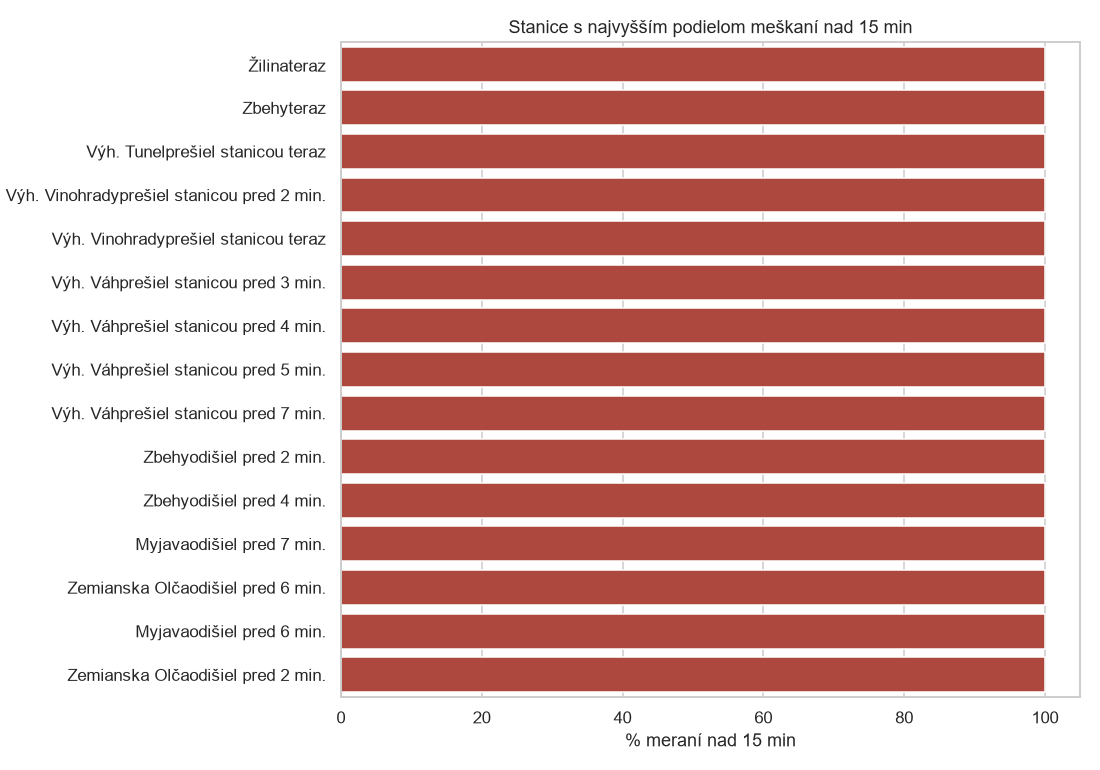 Stanice s najvyšším podielom meškaní nad 15 min
Žilinateraz
Zbehyteraz
Výh. Tunelprešiel stanicou teraz
Výh. Vinohradyprešiel stanicou pred 2 min.
Výh. Vinohradyprešiel stanicou teraz
Výh. Váhprešiel stanicou pred 3 min.
Výh. Váhprešiel stanicou pred 4 min.
Výh. Váhprešiel stanicou pred 5 min.
Výh. Váhprešiel stanicou pred 7 min.
Zbehyodišiel pred 2 min.
Zbehyodišiel pred 4 min.
Myjavaodišiel pred 7 min.
Zemianska Olčaodišiel pred 6 min.
Myjavaodišiel pred 6 min.
Zemianska Olčaodišiel pred 2 min.
0 20 40 60 80 100
% meraní nad 15 min